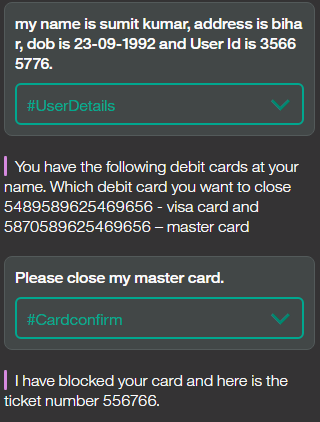 my name is sumit kumar, address is biha
r, dob is 23-09-1992 and User Id is 3566
5776.
#UserDetails
You have the following debit cards at your
name. Which debit card you want to close
5489589625469656 - visa card and
5870589625469656 – master card
Please close my master card.
#Cardconfirm
I have blocked your card and here is the
ticket number 556766.